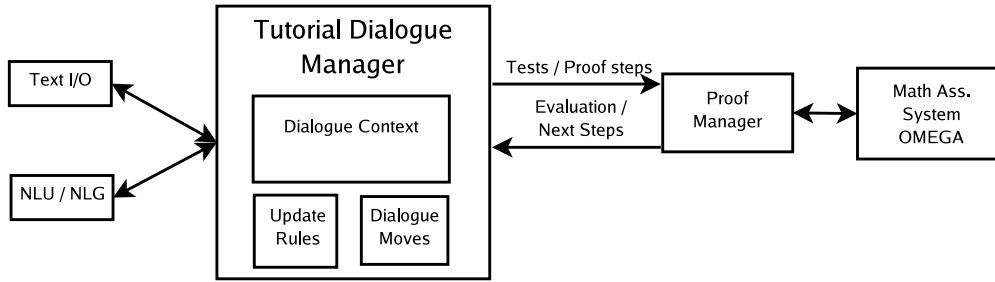 Text I/O
NLU / NLG
Tutorial Dialogue
Manager
Dialogue Context
Update
Rules
Dialogue
Moves
Tests / Proof steps
Evaluation /
Next Steps
Proof
Manager
Math Ass.
System
OMEGA